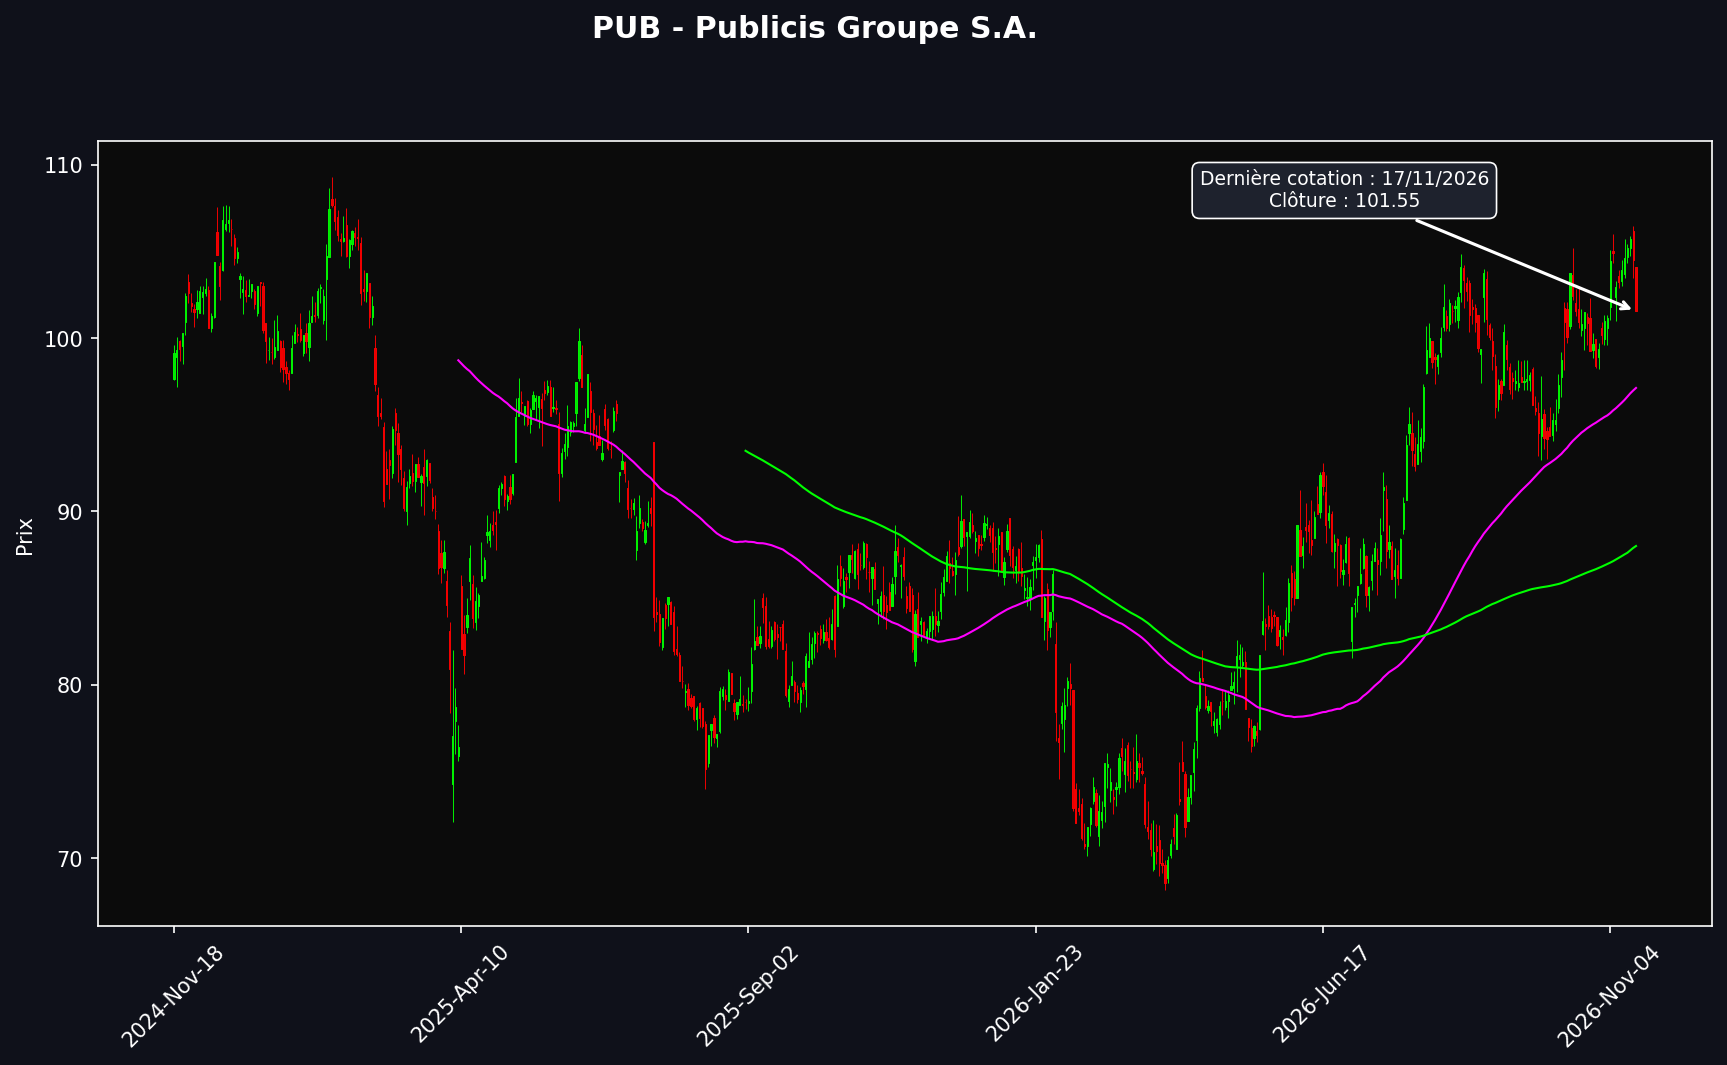 PUB - Publicis Groupe S.A.
Dernière cotation : 17/11/2026
Clôture : 101.55
Prix
110
100
90
80
70
2024-Nov-18
2025-Apr-10
2025-Sep-02
2026-Jan-23
2026-Jun-17
2026-Nov-04